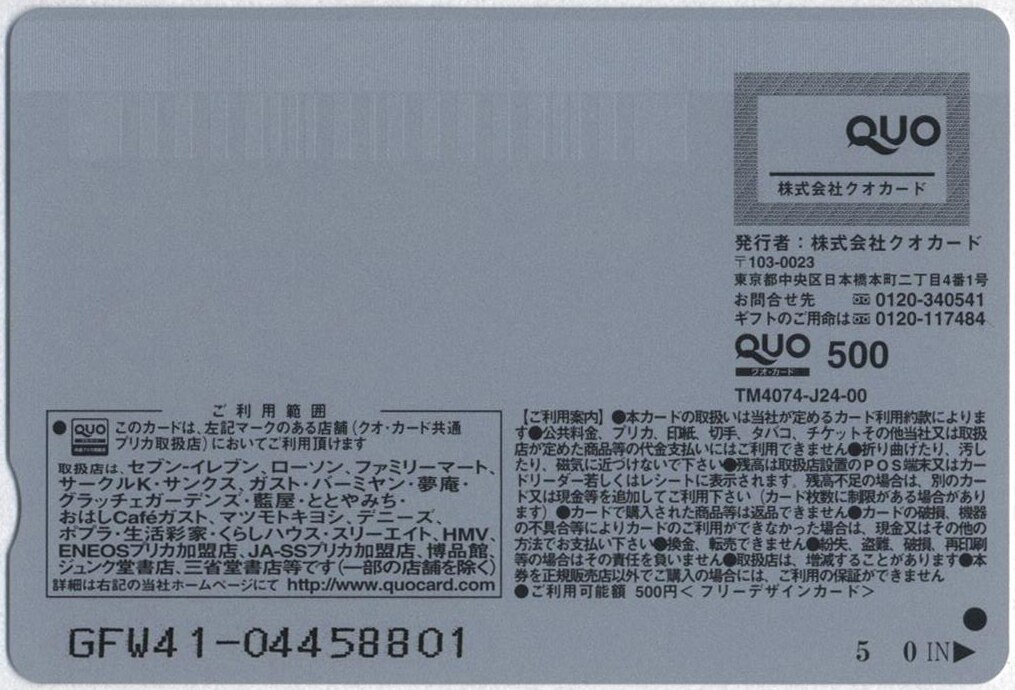 QUO
株式会社クオカード
発行者：株式会社クオカード
〒103-0023
東京都中央区日本橋本町二丁目4番1号
お問合せ先 0120-340541
ギフトのご用命は 0120-117484
QUO 500
クオ・カード
TM4074-J24-00
ご利用範囲
●QUO このカードは、左記マークのある店舗（クオ・カード共通
プリカ取扱店）においてご利用頂けます
取扱店は、セブン-イレブン、ローソン、ファミリーマート、
サークルK・サンクス、ガスト・バーミヤン・夢庵・
グラッチェガーデンズ・藍屋・ととやみち・
おはしCaféガスト、マツモトキヨシ、デニーズ、
ポプラ・生活彩家・くらしハウス・スリーエイト、HMV、
ENEOSプリカ加盟店、JA-SSプリカ加盟店、博品館、
ジュンク堂書店、三省堂書店等です（一部の店舗を除く）
詳細は右記の当社ホームページにて http://www.quocard.com
【ご利用案内】●本カードの取扱いは当社が定めるカード利用約款によりま
す●公共料金、プリカ、印紙、切手、タバコ、チケットその他当社又は取扱
店が定めた商品等の代金支払いにはご利用できません●折り曲げたり、汚し
たり、磁気に近づけないで下さい●残高は取扱店設置のPOS端末又はカー
ドリーダー若しくはレシートに表示されます。残高不足の場合は、別のカー
ド又は現金等を追加してご利用下さい（カード枚数に制限がある場合があり
ます）●カードで購入された商品等は返品できません●カードの破損、機器
の不具合等によりカードのご利用ができなかった場合は、現金又はその他の
方法でお支払い下さい●換金、転売できません●紛失、盗難、破損、再印刷
等の場合はその責任を負いません●取扱店は、増減することがあります●本
券を正規販売店以外でご購入の場合には、ご利用の保証ができません
●ご利用可能額 500円＜フリーデザインカード＞
GFW41-04458801
5 0 IN▶